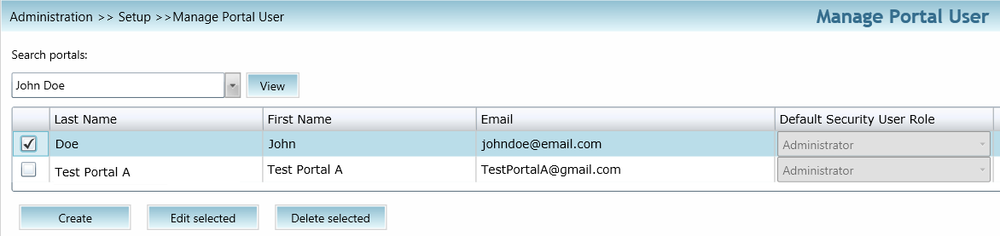 Administration >> Setup >>Manage Portal User Manage Portal User
Search portals:
John Doe View
Last Name First Name Email Default Security User Role
Doe John johndoe@email.com Administrator
Test Portal A Test Portal A TestPortalA@gmail.com Administrator
Create Edit selected Delete selected